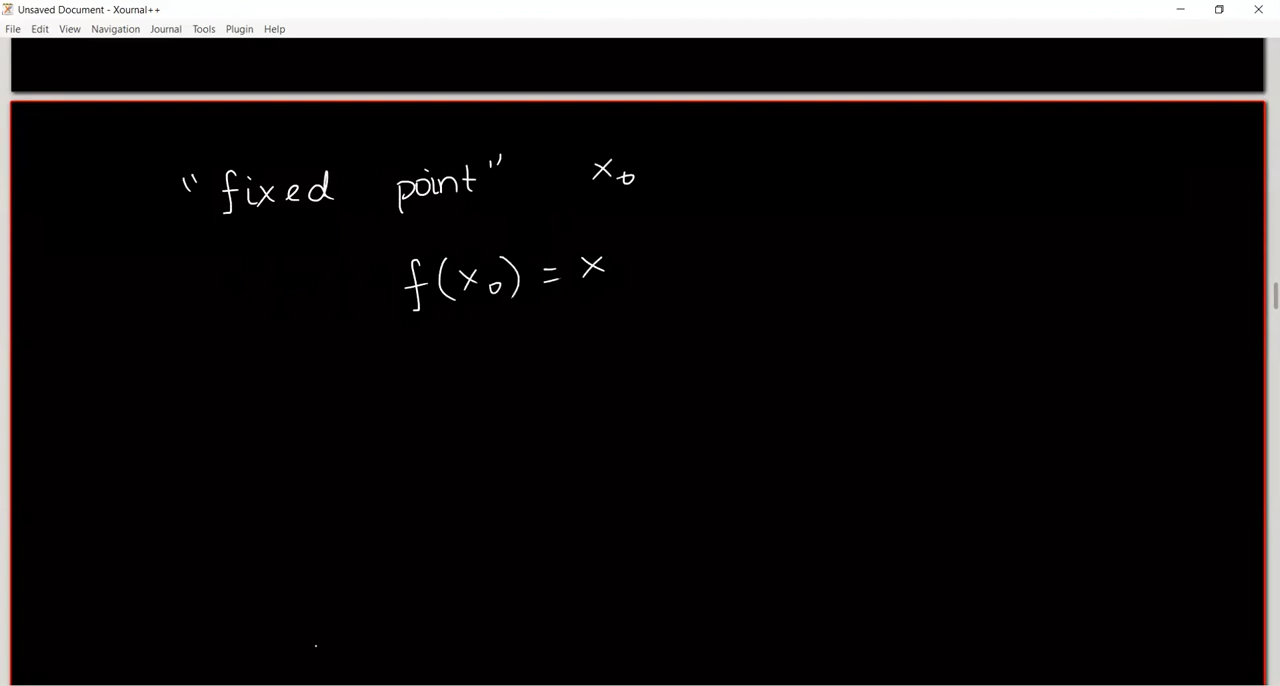 Unsaved Document - Xournal++
File Edit View Navigation Journal Tools Plugin Help
"fixed point" x₀
f(x₀) = x